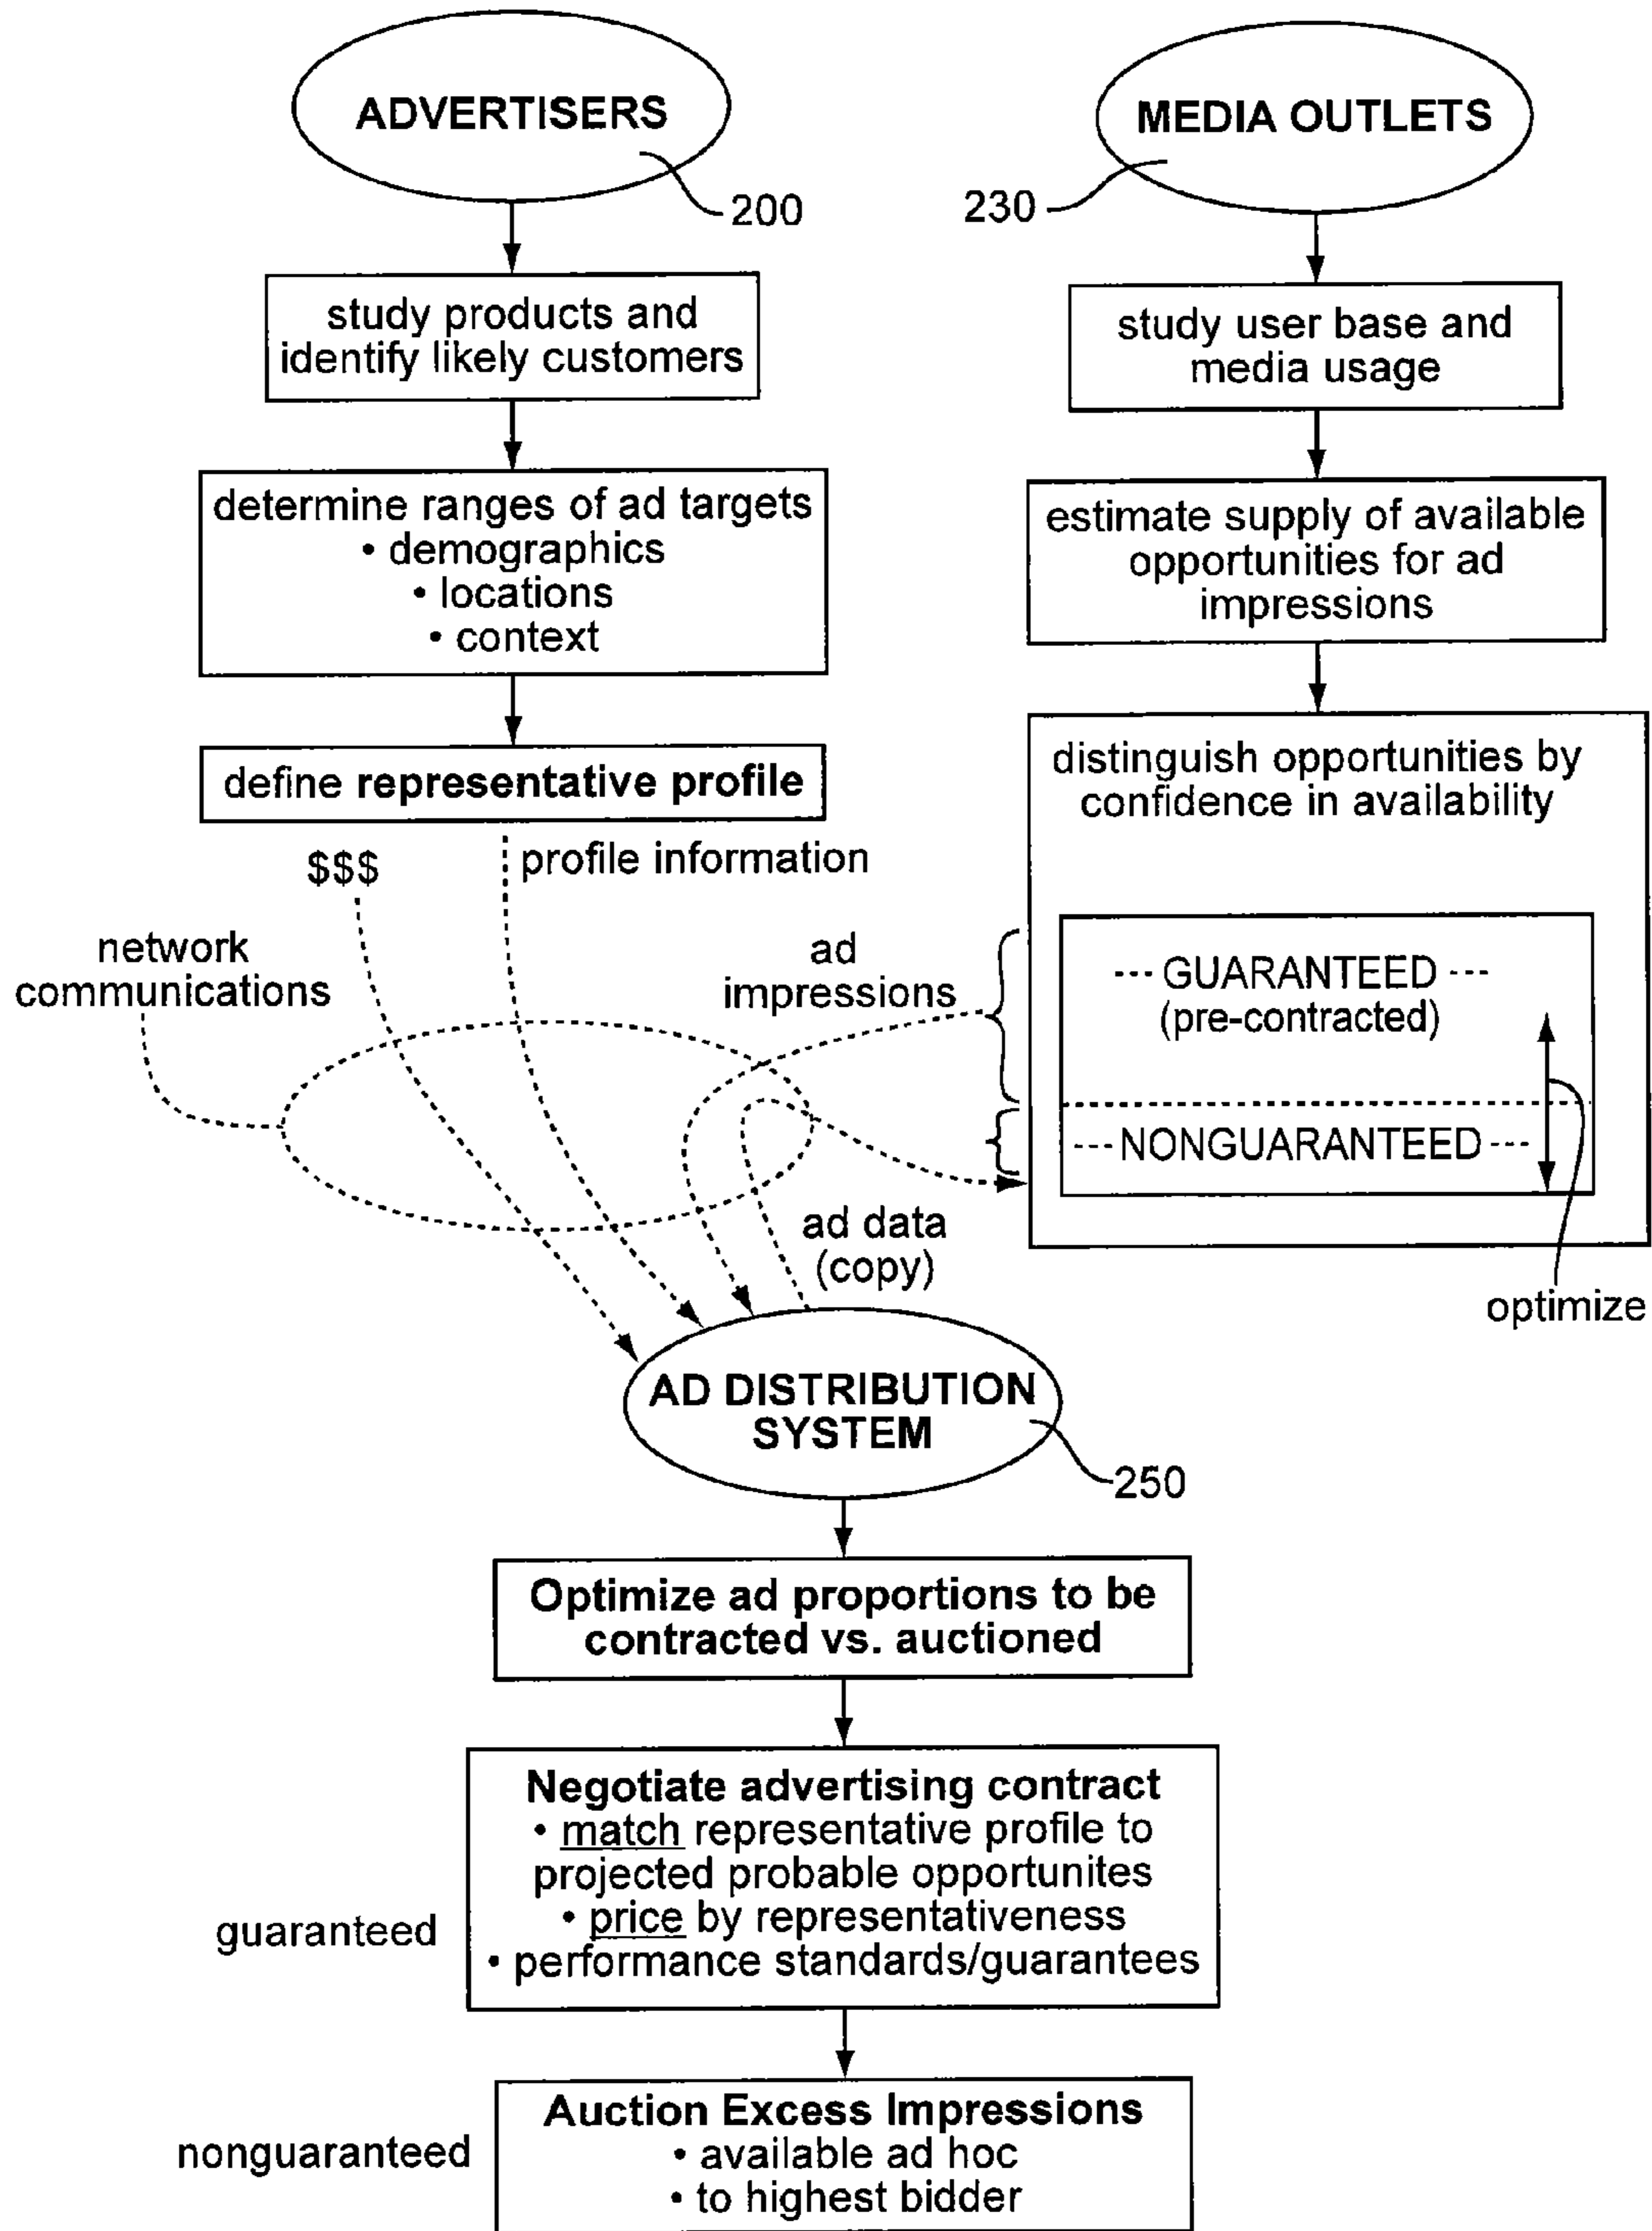 ADVERTISERS
200
study products and
identify likely customers
determine ranges of ad targets
• demographics
• locations
• context
define representative profile
$$$
profile information
network
communications
MEDIA OUTLETS
230
study user base and
media usage
estimate supply of available
opportunities for ad
impressions
distinguish opportunities by
confidence in availability
--- GUARANTEED ---
(pre-contracted)
--- NONGUARANTEED ---
optimize
ad
impressions
ad data
(copy)
AD DISTRIBUTION
SYSTEM
250
Optimize ad proportions to be
contracted vs. auctioned
guaranteed
Negotiate advertising contract
• match representative profile to
projected probable opportunites
• price by representativeness
• performance standards/guarantees
nonguaranteed
Auction Excess Impressions
• available ad hoc
• to highest bidder